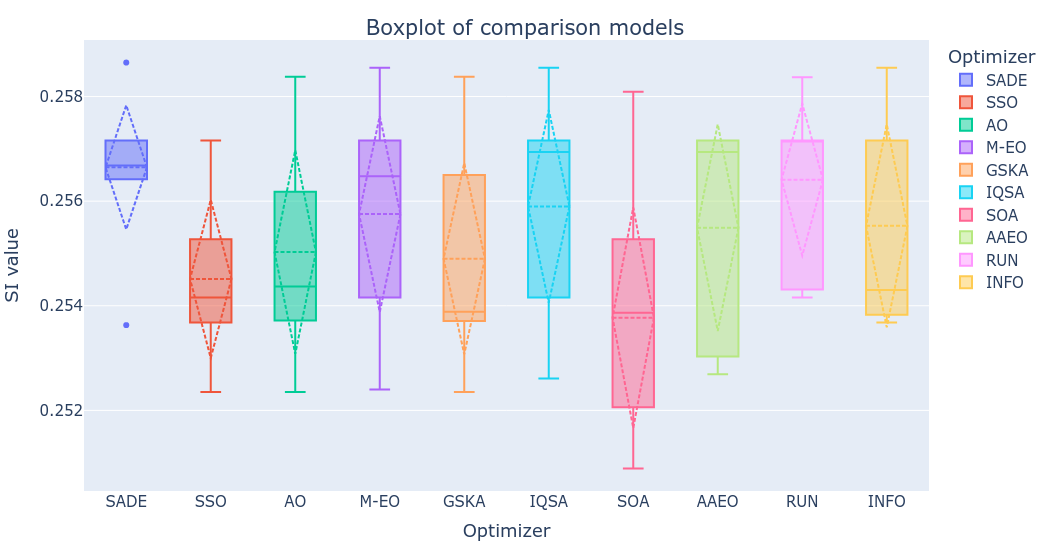 Boxplot of comparison models
SI value
0.258
0.256
0.254
0.252
SADE SSO AO M-EO GSKA IQSA SOA AAEO RUN INFO
Optimizer
Optimizer
SADE
SSO
AO
M-EO
GSKA
IQSA
SOA
AAEO
RUN
INFO